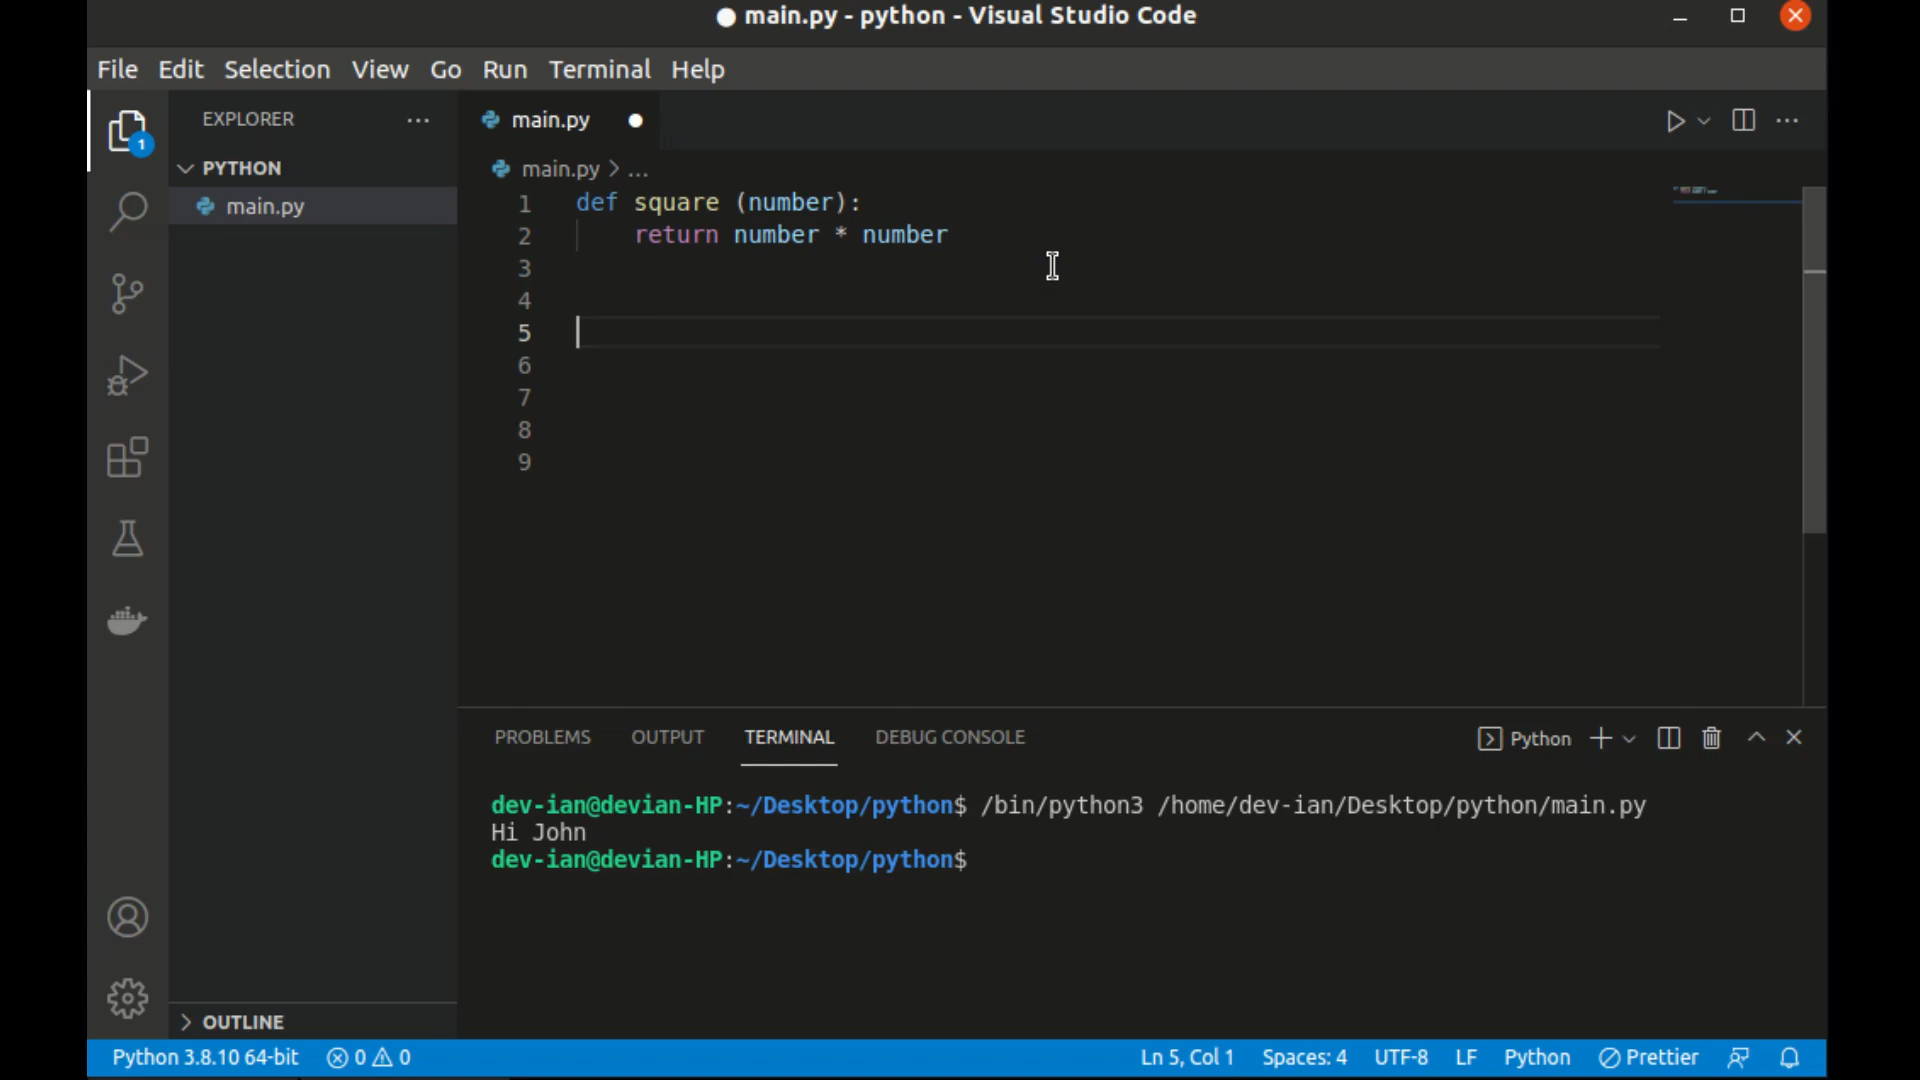 main.py - python - Visual Studio Code
File Edit Selection View Go Run Terminal Help
EXPLORER
main.py
1
PYTHON
main.py > ...
main.py
1 def square (number):
2 return number * number
3
4
5
6
7
8
9
PROBLEMS OUTPUT TERMINAL DEBUG CONSOLE
Python
dev-ian@devian-HP:~/Desktop/python$ /bin/python3 /home/dev-ian/Desktop/python/main.py
Hi John
dev-ian@devian-HP:~/Desktop/python$
OUTLINE
Python 3.8.10 64-bit 0 0 Ln 5, Col 1 Spaces: 4 UTF-8 LF Python Prettier